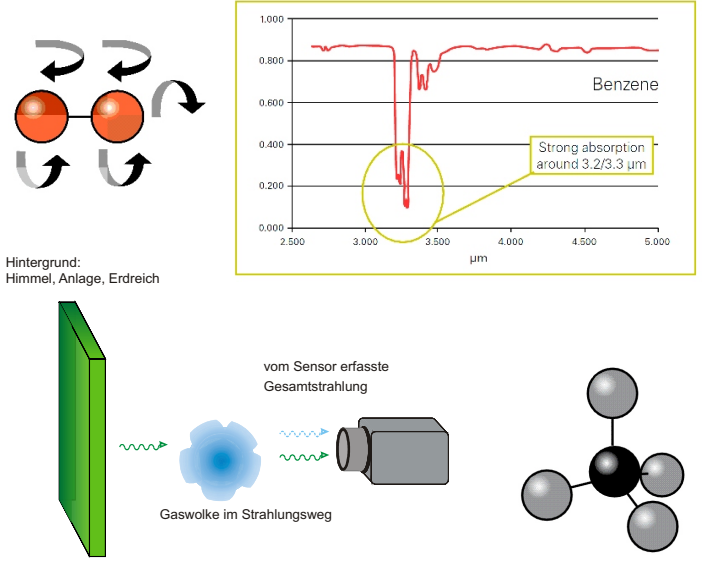 1.000
0.800
0.600
0.400
0.200
0.000
2.500 3.000 3.500 4.000 4.500 5.000
µm
Benzene
Strong absorption
around 3.2/3.3 µm
Hintergrund:
Himmel, Anlage, Erdreich
vom Sensor erfasste
Gesamtstrahlung
Gaswolke im Strahlungsweg